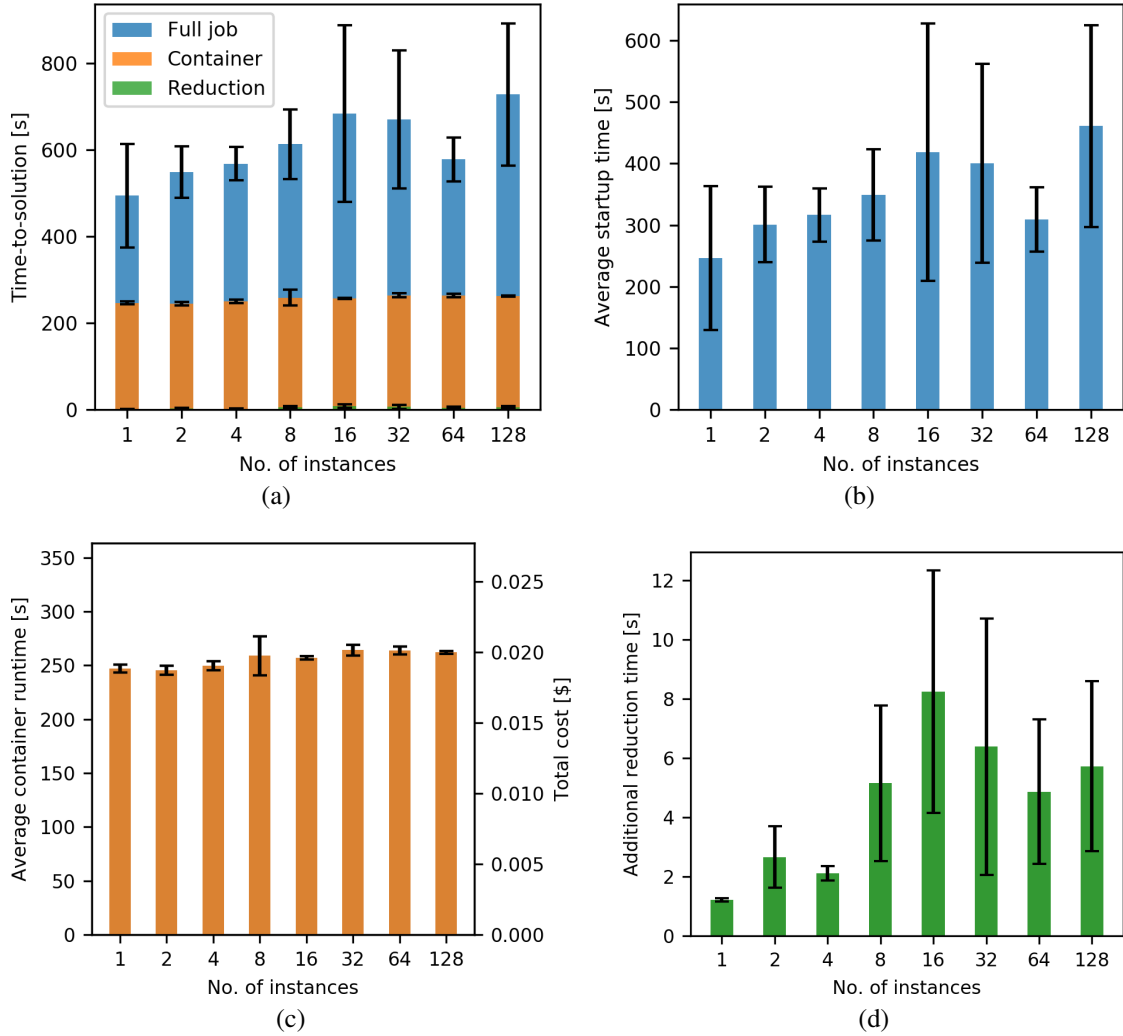 Full job
Container
Reduction
Time-to-solution [s]
800
600
400
200
0
1 2 4 8 16 32 64 128
No. of instances
(a)
Average startup time [s]
600
500
400
300
200
100
0
1 2 4 8 16 32 64 128
No. of instances
(b)
Average container runtime [s]
350
300
250
200
150
100
50
0
0.025
0.020
0.015
0.010
0.005
0.000
Total cost [$]
1 2 4 8 16 32 64 128
No. of instances
(c)
Additional reduction time [s]
12
10
8
6
4
2
0
1 2 4 8 16 32 64 128
No. of instances
(d)